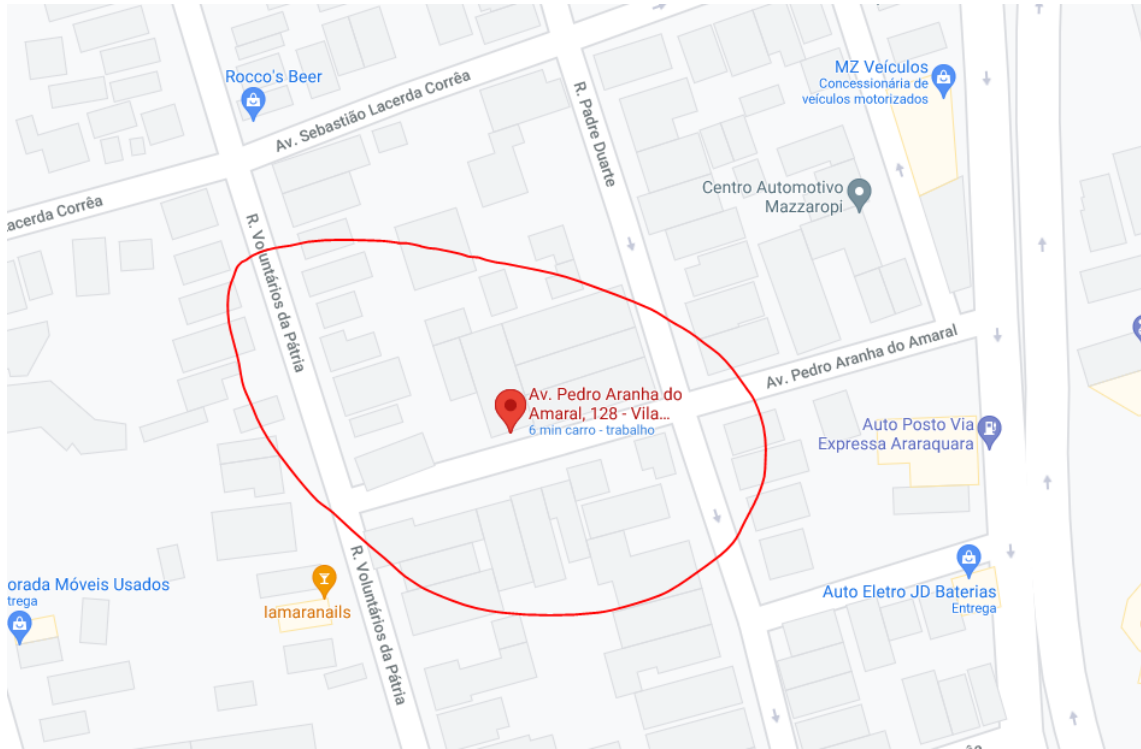 Rocco's Beer
Av. Sebastião Lacerda Corrêa
R. Padre Duarte
MZ Veículos
Concessionária de
veículos motorizados
Centro Automotivo
Mazzaropi
acerda Corrêa
R. Voluntários da Pátria
Av. Pedro Aranha do Amaral
Av. Pedro Aranha do
Amaral, 128 - Vila...
6 min carro - trabalho
Auto Posto Via
Expressa Araraquara
R. Voluntários da Pátria
orada Móveis Usados
trega
Iamaranails
Auto Eletro JD Baterias
Entrega